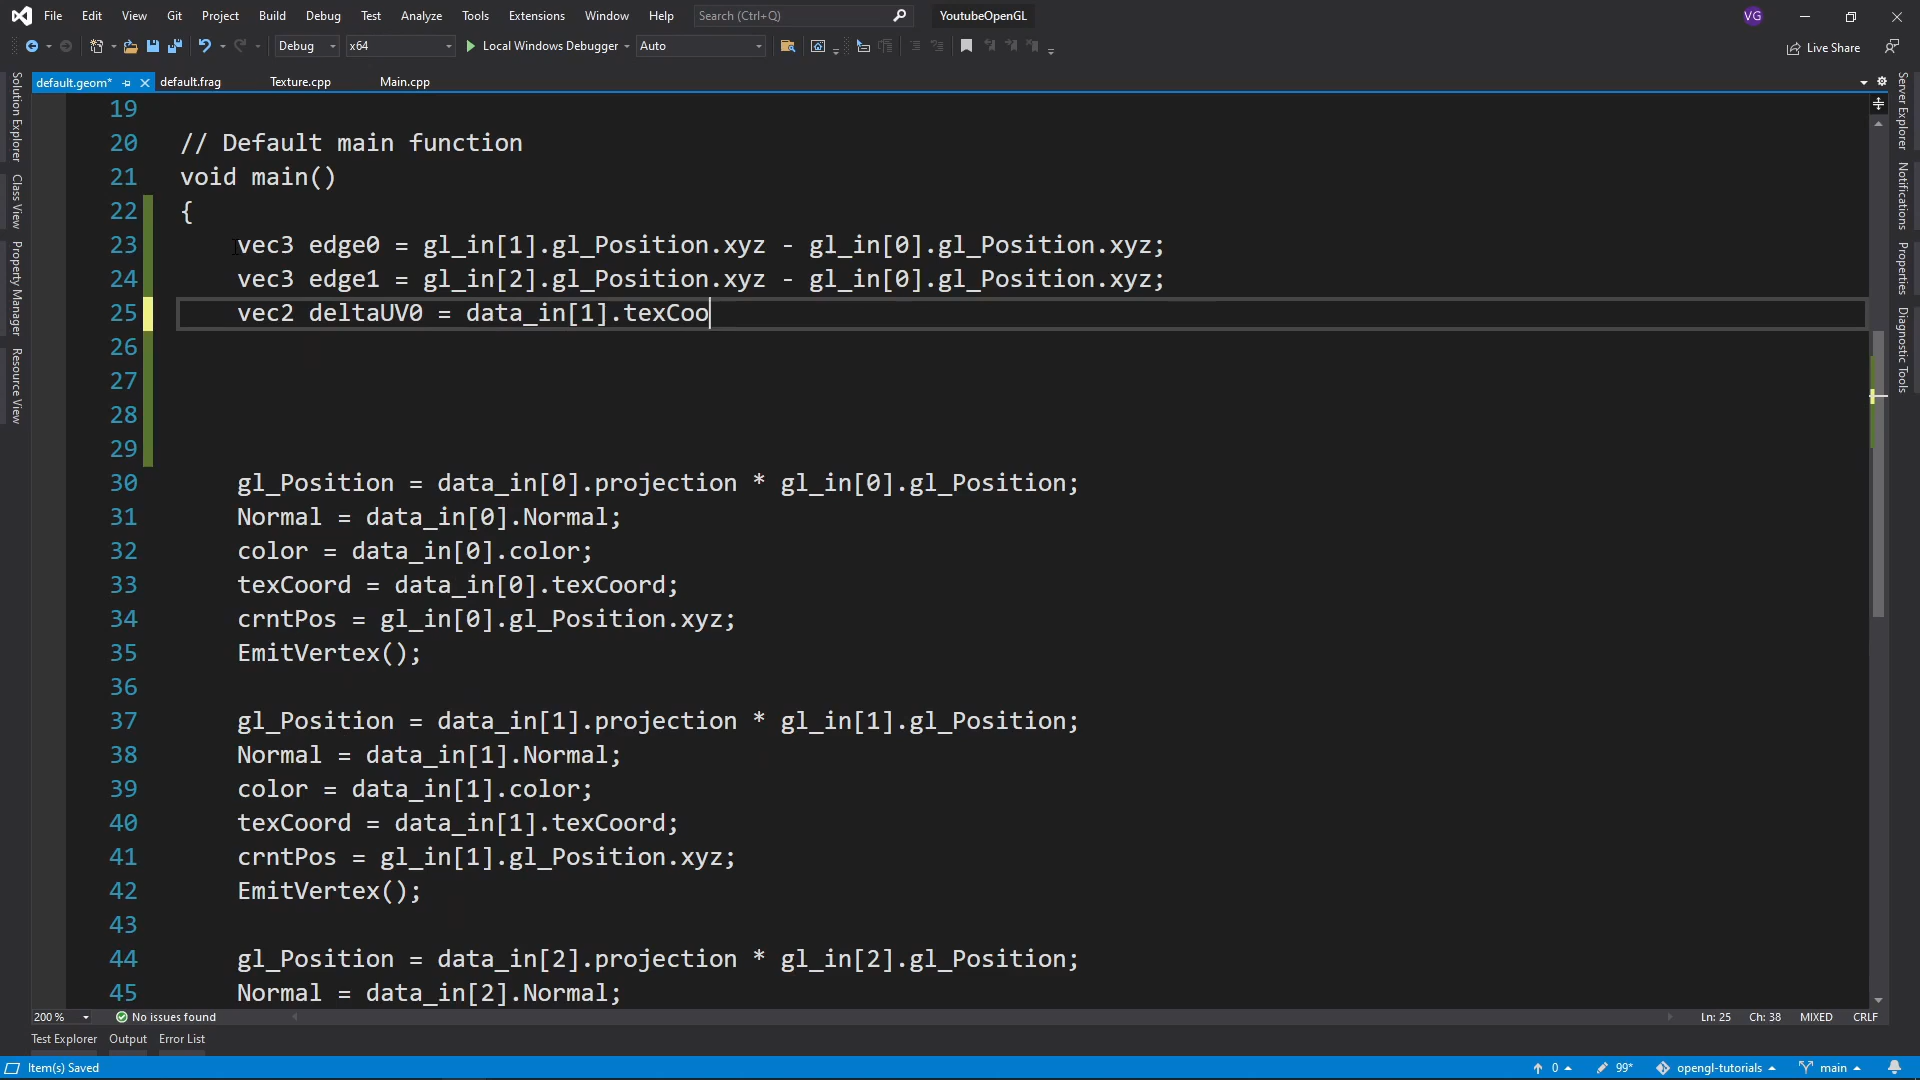 File Edit View Git Project Build Debug Test Analyze Tools Extensions Window Help Search (Ctrl+Q) YoutubeOpenGL VG
Debug x64 Local Windows Debugger Auto Live Share
default.geom* default.frag Texture.cpp Main.cpp
Solution Explorer
Class View
Property Manager
Resource View
19
20 // Default main function
21 void main()
22 {
23 vec3 edge0 = gl_in[1].gl_Position.xyz - gl_in[0].gl_Position.xyz;
24 vec3 edge1 = gl_in[2].gl_Position.xyz - gl_in[0].gl_Position.xyz;
25 vec2 deltaUV0 = data_in[1].texCoo
26
27
28
29
30 gl_Position = data_in[0].projection * gl_in[0].gl_Position;
31 Normal = data_in[0].Normal;
32 color = data_in[0].color;
33 texCoord = data_in[0].texCoord;
34 crntPos = gl_in[0].gl_Position.xyz;
35 EmitVertex();
36
37 gl_Position = data_in[1].projection * gl_in[1].gl_Position;
38 Normal = data_in[1].Normal;
39 color = data_in[1].color;
40 texCoord = data_in[1].texCoord;
41 crntPos = gl_in[1].gl_Position.xyz;
42 EmitVertex();
43
44 gl_Position = data_in[2].projection * gl_in[2].gl_Position;
45 Normal = data_in[2].Normal;
Server Explorer
Notifications
Properties
Diagnostic Tools
200 % No issues found Ln: 25 Ch: 38 MIXED CRLF
Test Explorer Output Error List
Item(s) Saved 0 99* opengl-tutorials main